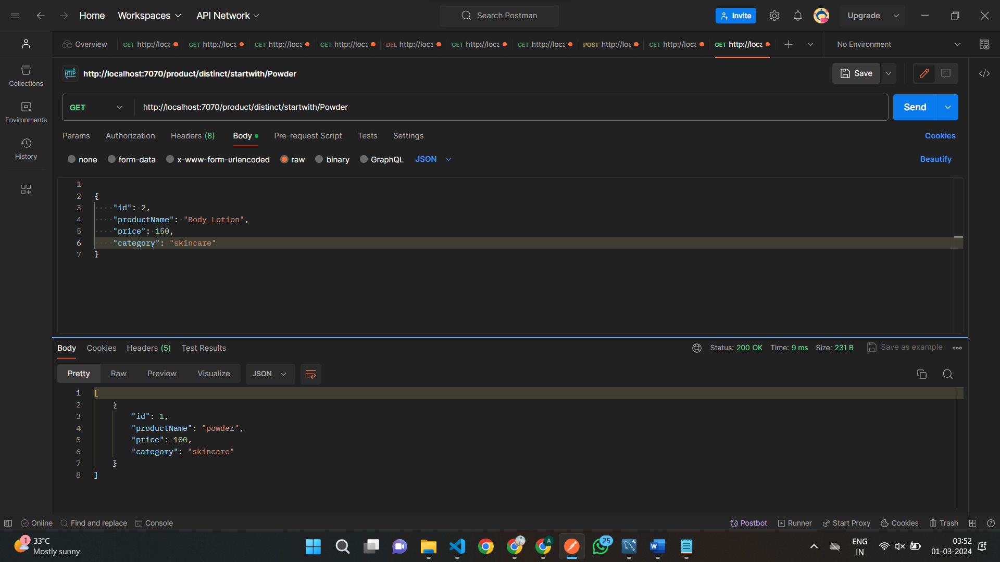 Home Workspaces API Network Search Postman Invite Upgrade
Overview GET http://loca GET http://loca GET http://loca GET http://loca DEL http://loca GET http://loca GET http://loca POST http://loc GET http://loca GET http://loca No Environment
HTTP http://localhost:7070/product/distinct/startwith/Powder Save
Collections
Environments
History
GET http://localhost:7070/product/distinct/startwith/Powder Send
Params Authorization Headers (8) Body Pre-request Script Tests Settings Cookies
none form-data x-www-form-urlencoded raw binary GraphQL JSON Beautify
1
2 {
3 "id": 2,
4 "productName": "Body_Lotion",
5 "price": 150,
6 "category": "skincare"
7 }
Body Cookies Headers (5) Test Results Status: 200 OK Time: 9 ms Size: 231 B Save as example
Pretty Raw Preview Visualize JSON
1 [
2 {
3 "id": 1,
4 "productName": "powder",
5 "price": 100,
6 "category": "skincare"
7 }
8 ]
Online Find and replace Console Postbot Runner Start Proxy Cookies Trash
1 33°C
Mostly sunny
A
25
W
ENG
IN
03:52
01-03-2024